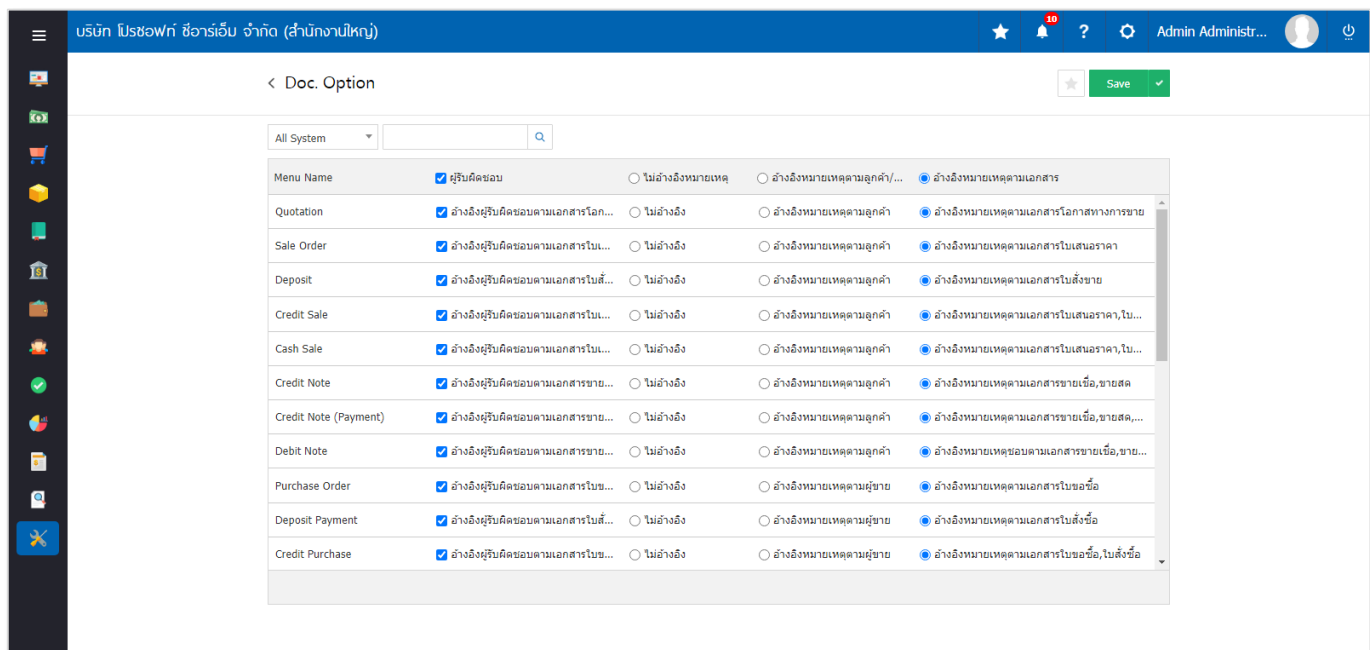 บริษัท โปรซอฟท์ ซีอาร์เอ็ม จำกัด (สำนักงานใหญ่) 10 ? Admin Administr...
< Doc. Option Save
All System
Menu Name ผู้รับผิดชอบ ไม่อ้างอิงหมายเหตุ อ้างอิงหมายเหตุตามลูกค้า/... อ้างอิงหมายเหตุตามเอกสาร
Quotation อ้างอิงผู้รับผิดชอบตามเอกสารโอก... ไม่อ้างอิง อ้างอิงหมายเหตุตามลูกค้า อ้างอิงหมายเหตุตามเอกสารโอกาสทางการขาย
Sale Order อ้างอิงผู้รับผิดชอบตามเอกสารใบเ... ไม่อ้างอิง อ้างอิงหมายเหตุตามลูกค้า อ้างอิงหมายเหตุตามเอกสารใบเสนอราคา
Deposit อ้างอิงผู้รับผิดชอบตามเอกสารใบสั่... ไม่อ้างอิง อ้างอิงหมายเหตุตามลูกค้า อ้างอิงหมายเหตุตามเอกสารใบสั่งขาย
Credit Sale อ้างอิงผู้รับผิดชอบตามเอกสารใบเ... ไม่อ้างอิง อ้างอิงหมายเหตุตามลูกค้า อ้างอิงหมายเหตุตามเอกสารใบเสนอราคา,ใบ...
Cash Sale อ้างอิงผู้รับผิดชอบตามเอกสารใบเ... ไม่อ้างอิง อ้างอิงหมายเหตุตามลูกค้า อ้างอิงหมายเหตุตามเอกสารใบเสนอราคา,ใบ...
Credit Note อ้างอิงผู้รับผิดชอบตามเอกสารขาย... ไม่อ้างอิง อ้างอิงหมายเหตุตามลูกค้า อ้างอิงหมายเหตุตามเอกสารขายเชื่อ,ขายสด
Credit Note (Payment) อ้างอิงผู้รับผิดชอบตามเอกสารขาย... ไม่อ้างอิง อ้างอิงหมายเหตุตามลูกค้า อ้างอิงหมายเหตุตามเอกสารขายเชื่อ,ขายสด,...
Debit Note อ้างอิงผู้รับผิดชอบตามเอกสารขาย... ไม่อ้างอิง อ้างอิงหมายเหตุตามลูกค้า อ้างอิงหมายเหตุชอบตามเอกสารขายเชื่อ,ขาย...
Purchase Order อ้างอิงผู้รับผิดชอบตามเอกสารใบข... ไม่อ้างอิง อ้างอิงหมายเหตุตามผู้ขาย อ้างอิงหมายเหตุตามเอกสารใบขอซื้อ
Deposit Payment อ้างอิงผู้รับผิดชอบตามเอกสารใบสั่... ไม่อ้างอิง อ้างอิงหมายเหตุตามผู้ขาย อ้างอิงหมายเหตุตามเอกสารใบสั่งซื้อ
Credit Purchase อ้างอิงผู้รับผิดชอบตามเอกสารใบข... ไม่อ้างอิง อ้างอิงหมายเหตุตามผู้ขาย อ้างอิงหมายเหตุตามเอกสารใบขอซื้อ,ใบสั่งซื้อ